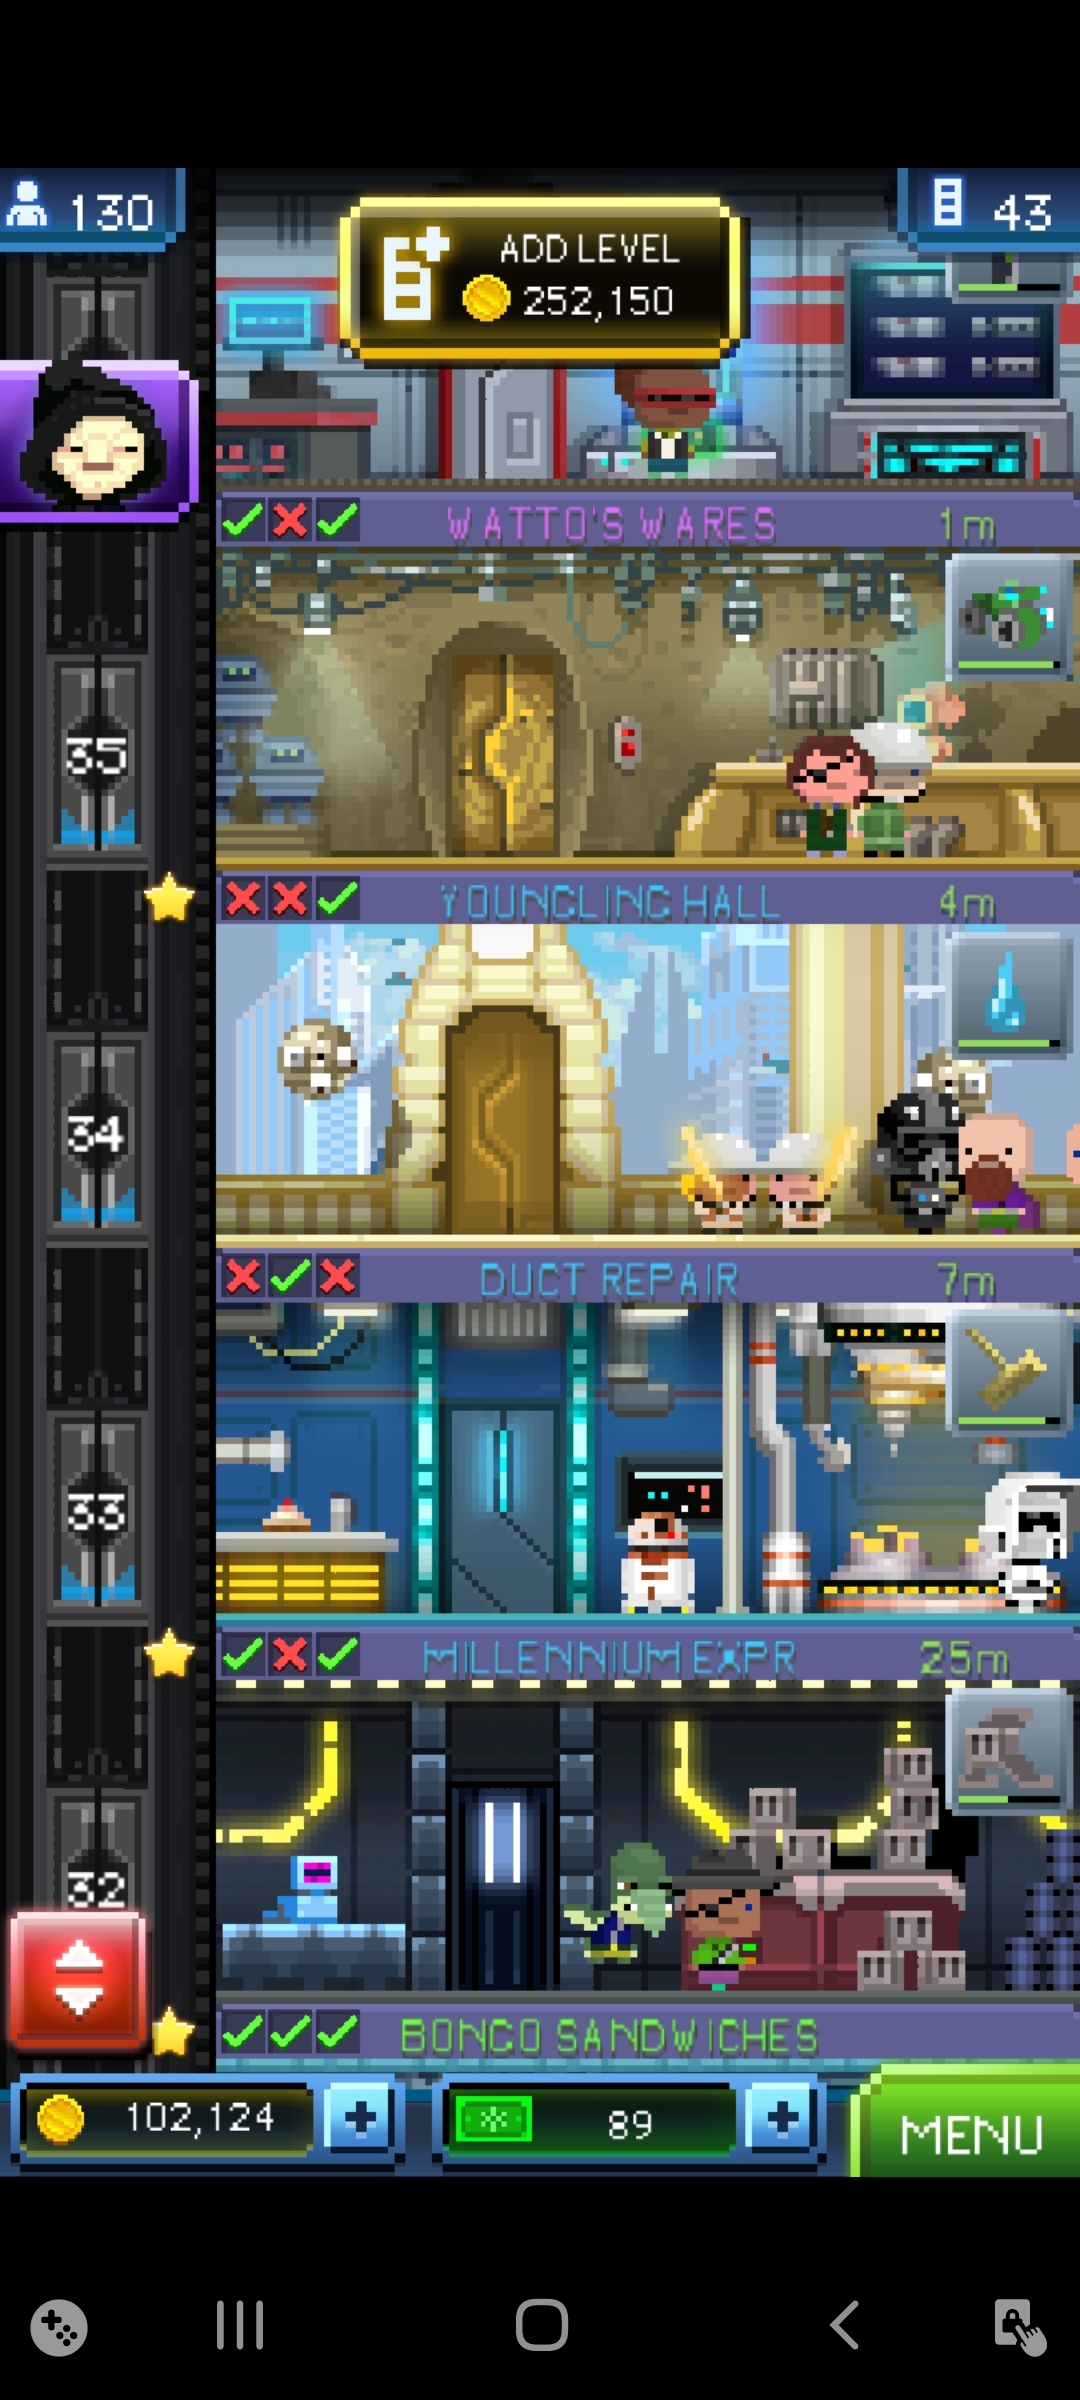 130
ADD LEVEL
252,150
43
WATTO'S WARES 1m
35
YOUNGLING HALL 4m
34
DUCT REPAIR 7m
33
MILLENNIUM EXPR 25m
32
BONGO SANDWICHES
102,124
89
MENU